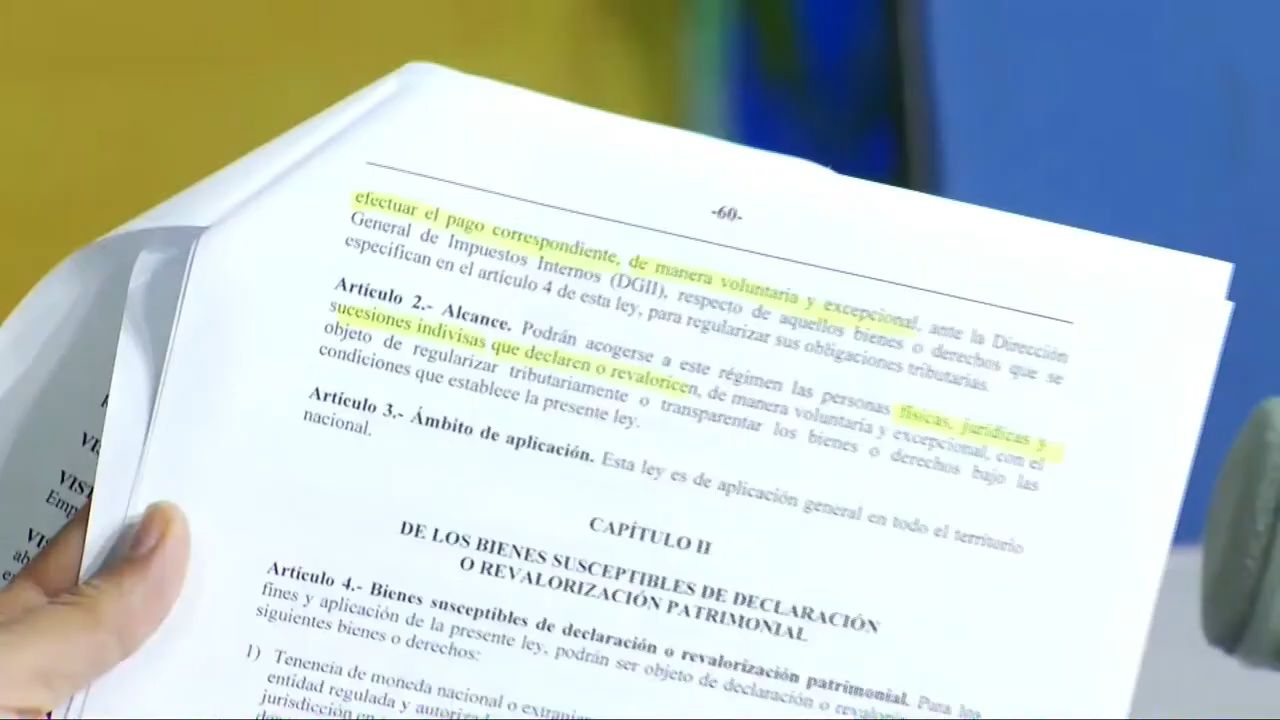 -60-
efectuar el pago correspondiente, de manera voluntaria y excepcional, ante la Dirección
General de Impuestos Internos (DGII), respecto de aquellos bienes o derechos que se
especifican en el artículo 4 de esta ley, para regularizar sus obligaciones tributarias.
Artículo 2.- Alcance. Podrán acogerse a este régimen las personas físicas, jurídicas y
sucesiones indivisas que declaren o revaloricen, de manera voluntaria y excepcional, con el
objeto de regularizar tributariamente o transparentar los bienes o derechos bajo las
condiciones que establece la presente ley.
Artículo 3.- Ámbito de aplicación. Esta ley es de aplicación general en todo el territorio
nacional.
CAPÍTULO II
DE LOS BIENES SUSCEPTIBLES DE DECLARACIÓN
O REVALORIZACIÓN PATRIMONIAL
Artículo 4.- Bienes susceptibles de declaración o revalorización patrimonial. Para los
fines y aplicación de la presente ley, podrán ser objeto de declaración o
siguientes bienes o derechos:
1) Tenencia de moneda nacional o
entidad regulada y
jurisdicción en